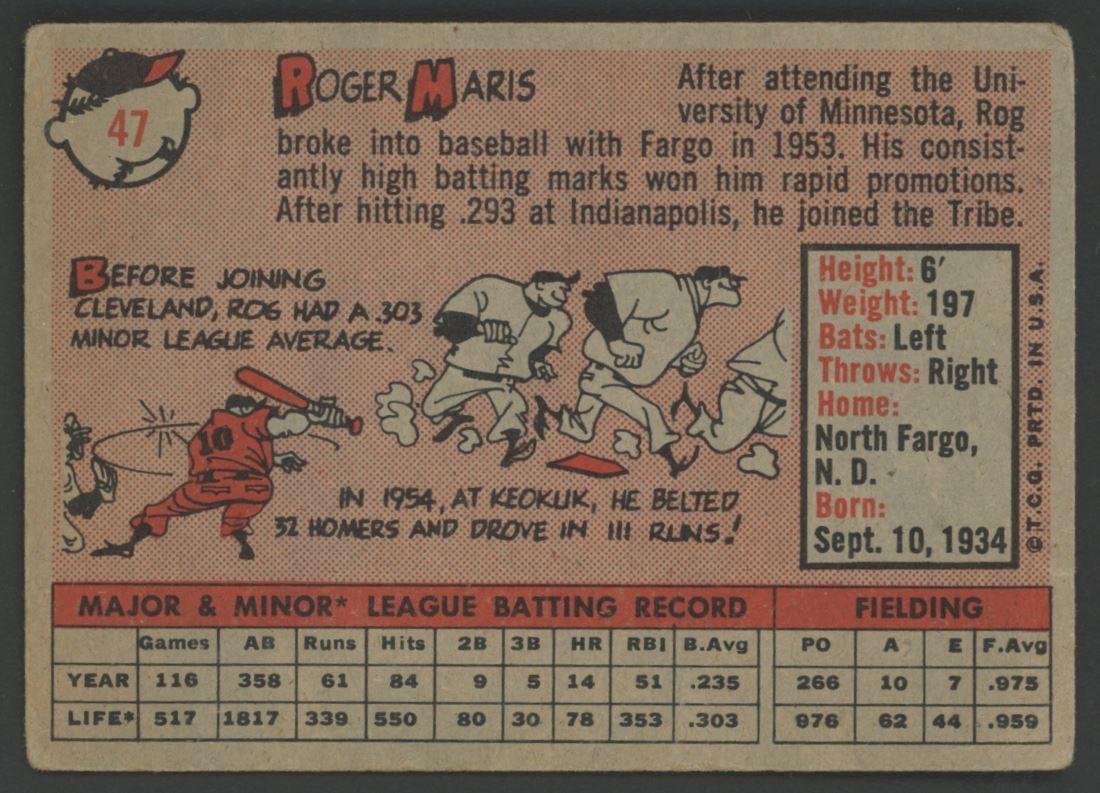 47
ROGER MARIS
After attending the Uni-
versity of Minnesota, Rog
broke into baseball with Fargo in 1953. His consist-
antly high batting marks won him rapid promotions.
After hitting .293 at Indianapolis, he joined the Tribe.
BEFORE JOINING
CLEVELAND, ROG HAD A .303
MINOR LEAGUE AVERAGE.
10
IN 1954, AT KEOKUK, HE BELTED
32 HOMERS AND DROVE IN 111 RUNS!
Height: 6'
Weight: 197
Bats: Left
Throws: Right
Home:
North Fargo,
N. D.
Born:
Sept. 10, 1934
©T.C.G. PRTD. IN U.S.A.
MAJOR & MINOR* LEAGUE BATTING RECORD FIELDING
Games AB Runs Hits 2B 3B HR RBI B.Avg PO A E F.Avg
YEAR 116 358 61 84 9 5 14 51 .235 266 10 7 .975
LIFE* 517 1817 339 550 80 30 78 353 .303 976 62 44 .959